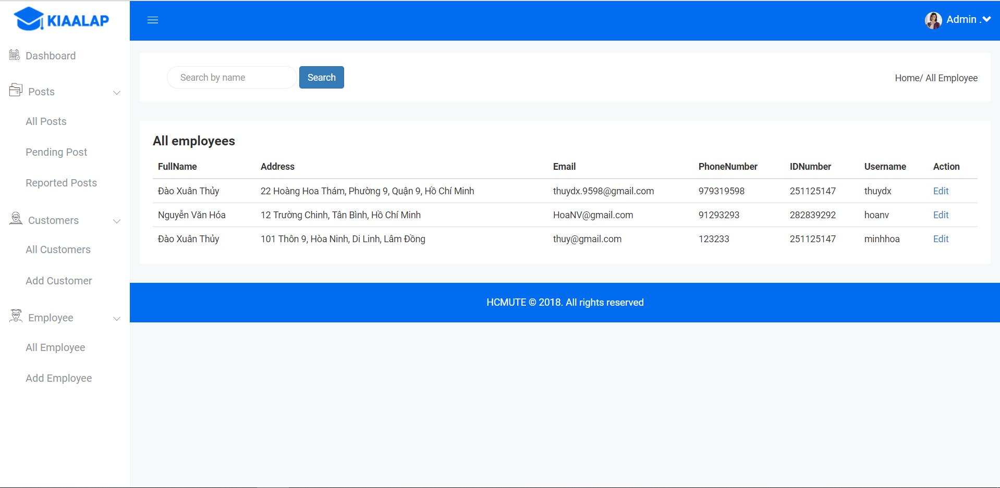 KIAALAP
Admin .
Dashboard
Posts
All Posts
Pending Post
Reported Posts
Customers
All Customers
Add Customer
Employee
All Employee
Add Employee
Search by name Search Home/ All Employee
All employees
FullName Address Email PhoneNumber IDNumber Username Action
Đào Xuân Thủy 22 Hoàng Hoa Thám, Phường 9, Quận 9, Hồ Chí Minh thuydx.9598@gmail.com 979319598 251125147 thuydx Edit
Nguyễn Văn Hóa 12 Trường Chinh, Tân Bình, Hồ Chí Minh HoaNV@gmail.com 91293293 282839292 hoanv Edit
Đào Xuân Thủy 101 Thôn 9, Hòa Ninh, Di Linh, Lâm Đồng thuy@gmail.com 123233 251125147 minhhoa Edit
HCMUTE © 2018. All rights reserved